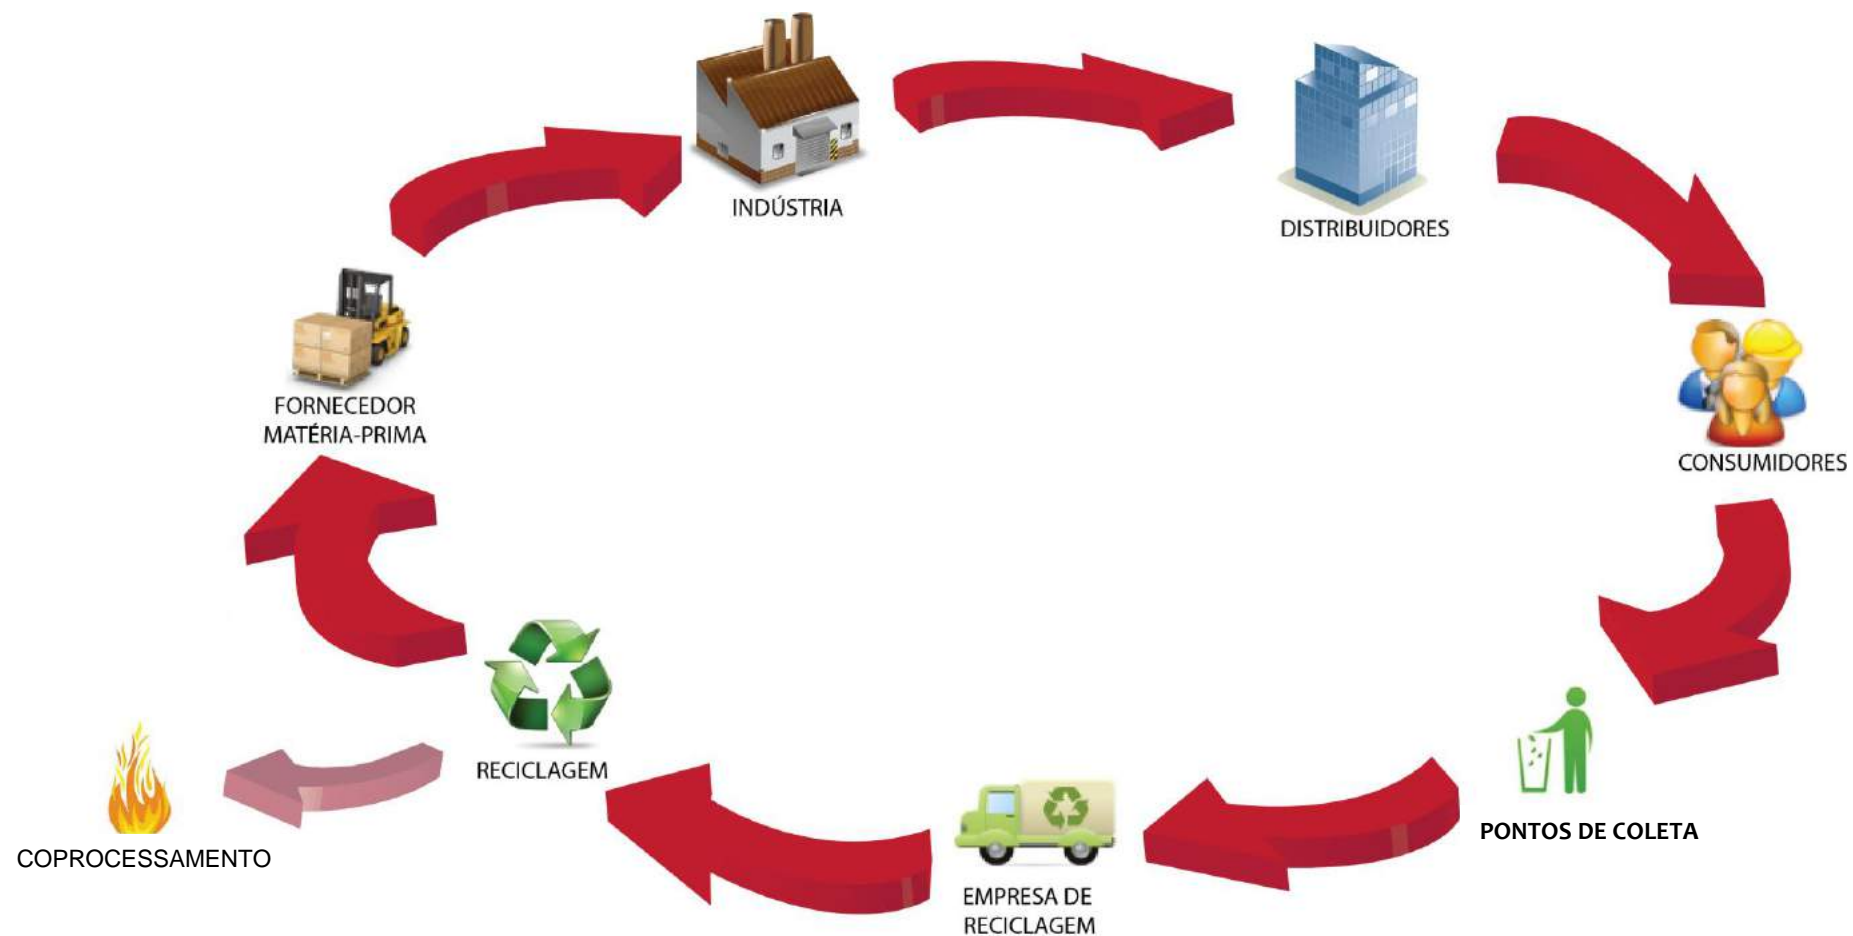 INDÚSTRIA
DISTRIBUIDORES
FORNECEDOR
MATÉRIA-PRIMA
CONSUMIDORES
RECICLAGEM
PONTOS DE COLETA
COPROCESSAMENTO
EMPRESA DE
RECICLAGEM